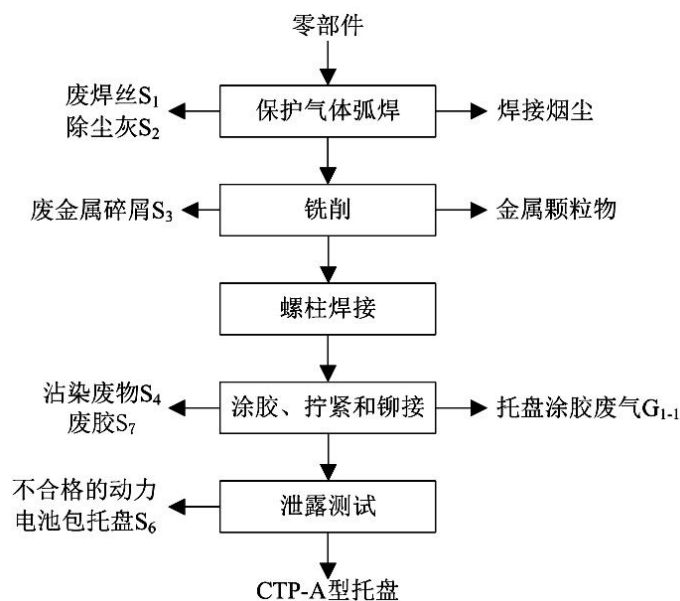 零部件
废焊丝S₁
除尘灰S₂
保护气体弧焊
焊接烟尘
废金属碎屑S₃
铣削
金属颗粒物
螺柱焊接
沾染废物S₄
废胶S₇
涂胶、拧紧和铆接
托盘涂胶废气G₁₋₁
不合格的动力
电池包托盘S₆
泄露测试
CTP-A型托盘